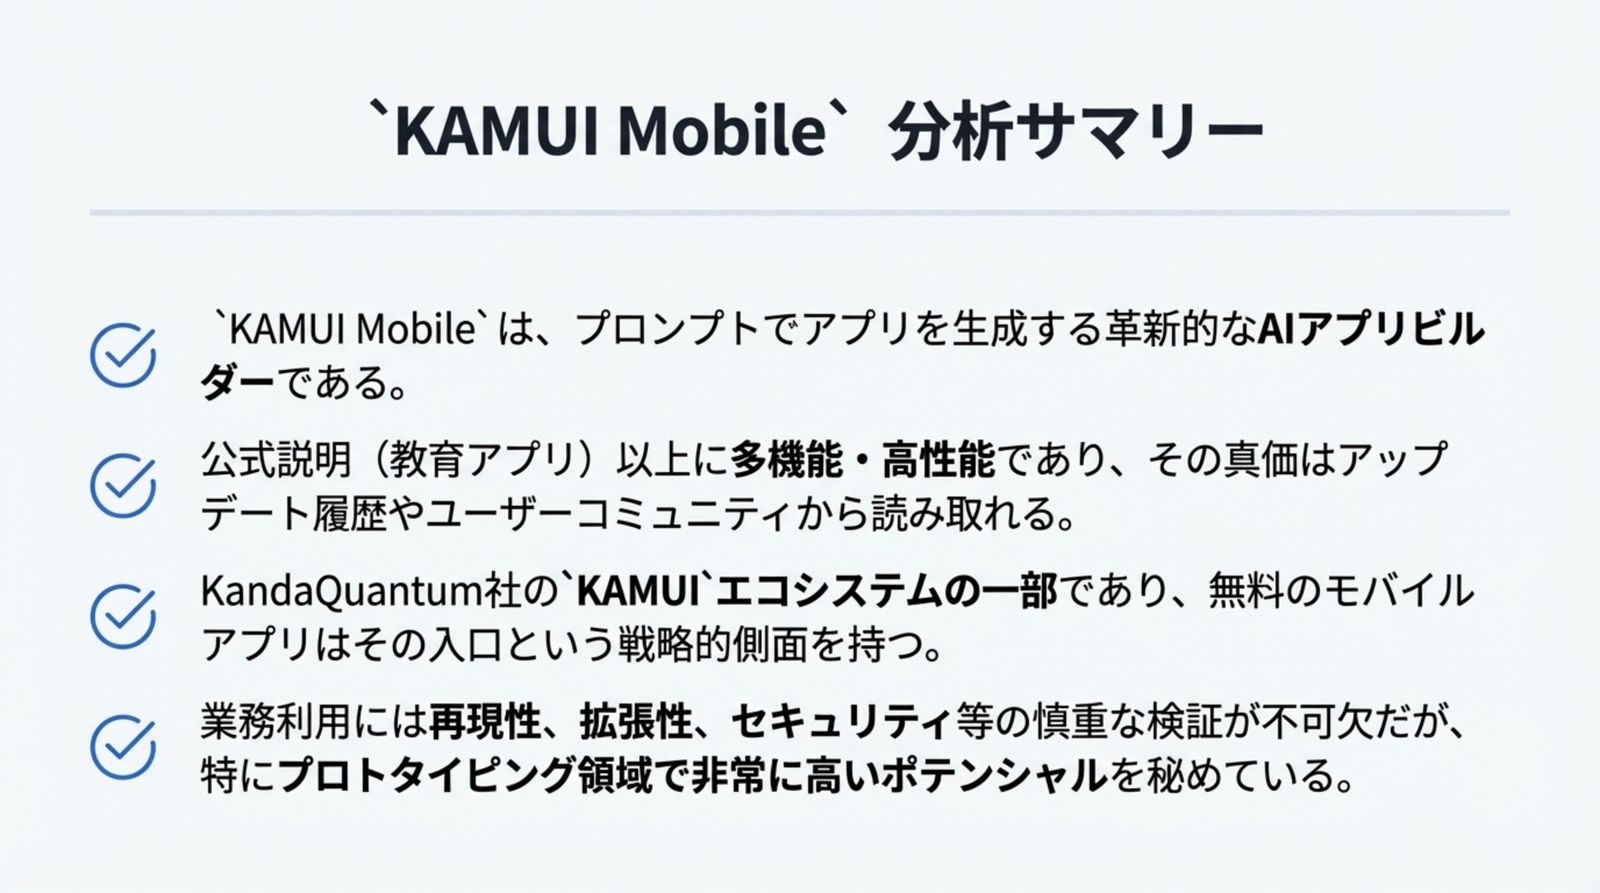 `KAMUI Mobile` 分析サマリー
`KAMUI Mobile`は、プロンプトでアプリを生成する革新的なAIアプリビル
ダーである。
公式説明（教育アプリ）以上に多機能・高性能であり、その真価はアップ
デート履歴やユーザーコミュニティから読み取れる。
KandaQuantum社の`KAMUI`エコシステムの一部であり、無料のモバイル
アプリはその入口という戦略的側面を持つ。
業務利用には再現性、拡張性、セキュリティ等の慎重な検証が不可欠だが、
特にプロトタイピング領域で非常に高いポテンシャルを秘めている。